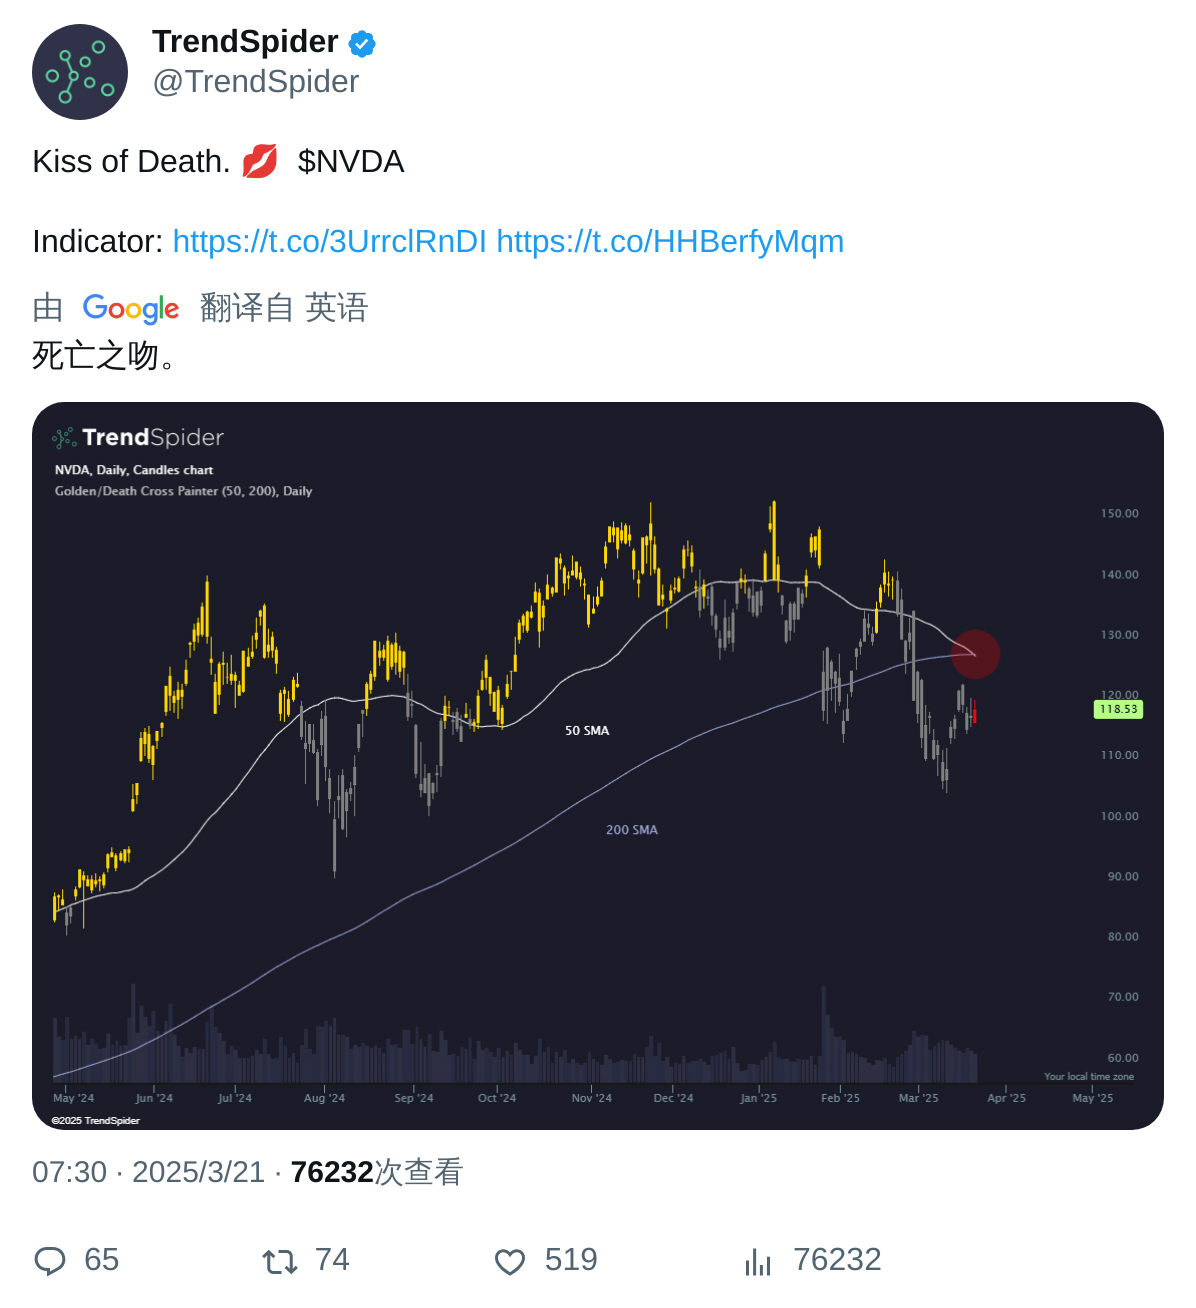 TrendSpider
@TrendSpider
Kiss of Death. 💋 $NVDA
Indicator: https://t.co/3UrrclRnDI https://t.co/HHBerfyMqm
由 Google 翻译自 英语
死亡之吻。
TrendSpider
NVDA, Daily, Candles chart
Golden/Death Cross Painter (50, 200), Daily
150.00
140.00
130.00
120.00
118.53
110.00
100.00
90.00
80.00
70.00
60.00
50 SMA
200 SMA
Your local time zone
May '24 Jun '24 Jul '24 Aug '24 Sep '24 Oct '24 Nov '24 Dec '24 Jan '25 Feb '25 Mar '25 Apr '25 May '25
©2025 TrendSpider
07:30 · 2025/3/21 · 76232次查看
65 74 519 76232